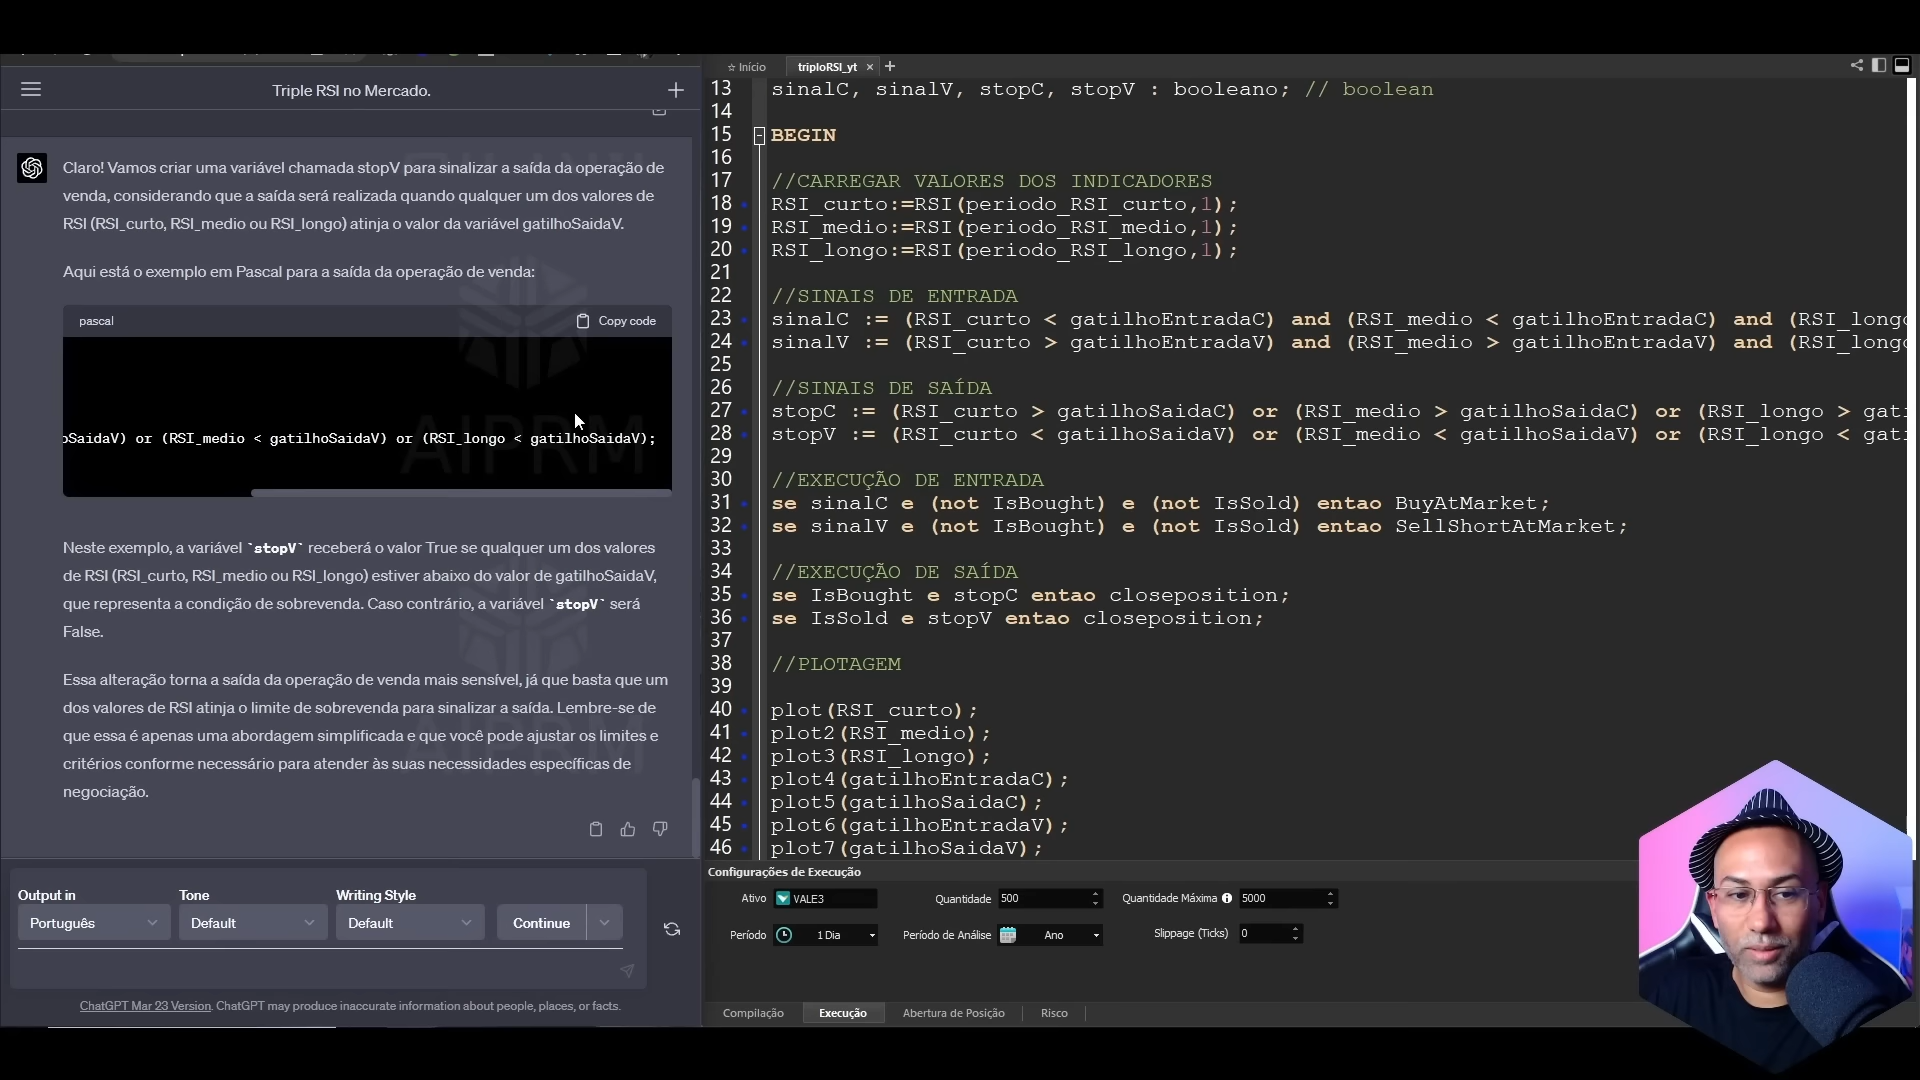 Triple RSI no Mercado.
Claro! Vamos criar uma variável chamada stopV para sinalizar a saída da operação de
venda, considerando que a saída será realizada quando qualquer um dos valores de
RSI (RSI_curto, RSI_medio ou RSI_longo) atinja o valor da variável gatilhoSaidaV.
Aqui está o exemplo em Pascal para a saída da operação de venda:
pascal
Copy code
oSaidaV) or (RSI_medio < gatilhoSaidaV) or (RSI_longo < gatilhoSaidaV);
AIPRM
Neste exemplo, a variável `stopV` receberá o valor True se qualquer um dos valores
de RSI (RSI_curto, RSI_medio ou RSI_longo) estiver abaixo do valor de gatilhoSaidaV,
que representa a condição de sobrevenda. Caso contrário, a variável `stopV` será
False.
Essa alteração torna a saída da operação de venda mais sensível, já que basta que um
dos valores de RSI atinja o limite de sobrevenda para sinalizar a saída. Lembre-se de
que essa é apenas uma abordagem simplificada e que você pode ajustar os limites e
critérios conforme necessário para atender às suas necessidades específicas de
negociação.
AIPRM
Output in
Tone
Writing Style
Português
Default
Default
Continue
ChatGPT Mar 23 Version. ChatGPT may produce inaccurate information about people, places, or facts.
☆ Início
triploRSI_yt × +
13 sinalC, sinalV, stopC, stopV : booleano; // boolean
14
15 BEGIN
16
17 //CARREGAR VALORES DOS INDICADORES
18 RSI_curto:=RSI(periodo_RSI_curto,1);
19 RSI_medio:=RSI(periodo_RSI_medio,1);
20 RSI_longo:=RSI(periodo_RSI_longo,1);
21
22 //SINAIS DE ENTRADA
23 sinalC := (RSI_curto < gatilhoEntradaC) and (RSI_medio < gatilhoEntradaC) and (RSI_longo
24 sinalV := (RSI_curto > gatilhoEntradaV) and (RSI_medio > gatilhoEntradaV) and (RSI_longo
25
26 //SINAIS DE SAÍDA
27 stopC := (RSI_curto > gatilhoSaidaC) or (RSI_medio > gatilhoSaidaC) or (RSI_longo > gati
28 stopV := (RSI_curto < gatilhoSaidaV) or (RSI_medio < gatilhoSaidaV) or (RSI_longo < gati
29
30 //EXECUÇÃO DE ENTRADA
31 se sinalC e (not IsBought) e (not IsSold) entao BuyAtMarket;
32 se sinalV e (not IsBought) e (not IsSold) entao SellShortAtMarket;
33
34 //EXECUÇÃO DE SAÍDA
35 se IsBought e stopC entao closeposition;
36 se IsSold e stopV entao closeposition;
37
38 //PLOTAGEM
39
40 plot(RSI_curto);
41 plot2(RSI_medio);
42 plot3(RSI_longo);
43 plot4(gatilhoEntradaC);
44 plot5(gatilhoSaidaC);
45 plot6(gatilhoEntradaV);
46 plot7(gatilhoSaidaV);
Configurações de Execução
Ativo VALE3 Quantidade 500 Quantidade Máxima 5000
Período 1 Dia Período de Análise Ano Slippage (Ticks) 0
Compilação Execução Abertura de Posição Risco